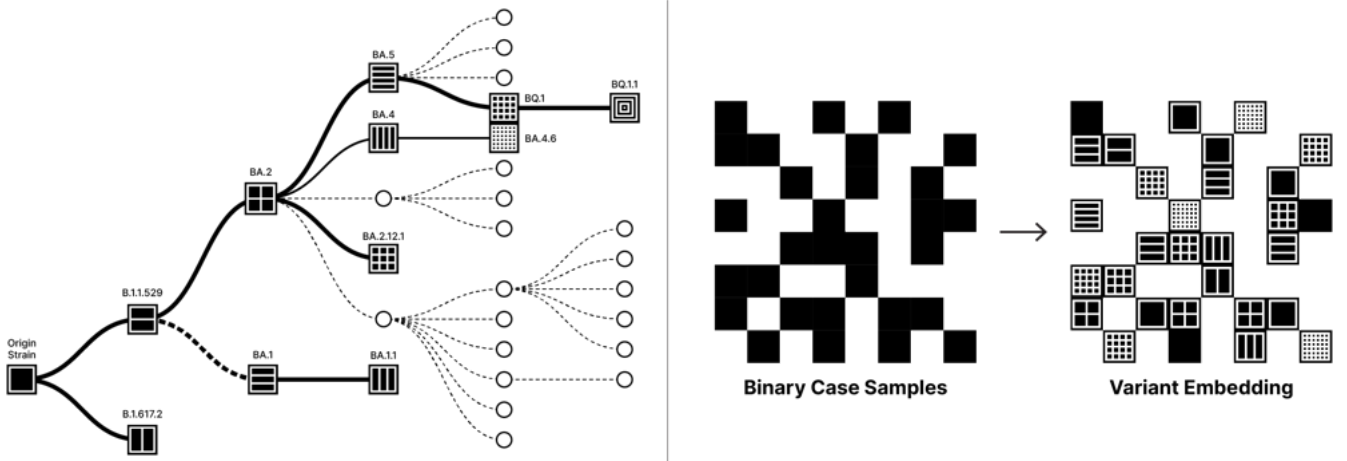 BA.5
BQ.1
BQ.1.1
BA.4
BA.4.6
BA.2
BA.2.12.1
B.1.1.529
Origin
Strain
BA.1
BA.1.1
B.1.617.2
Binary Case Samples
Variant Embedding